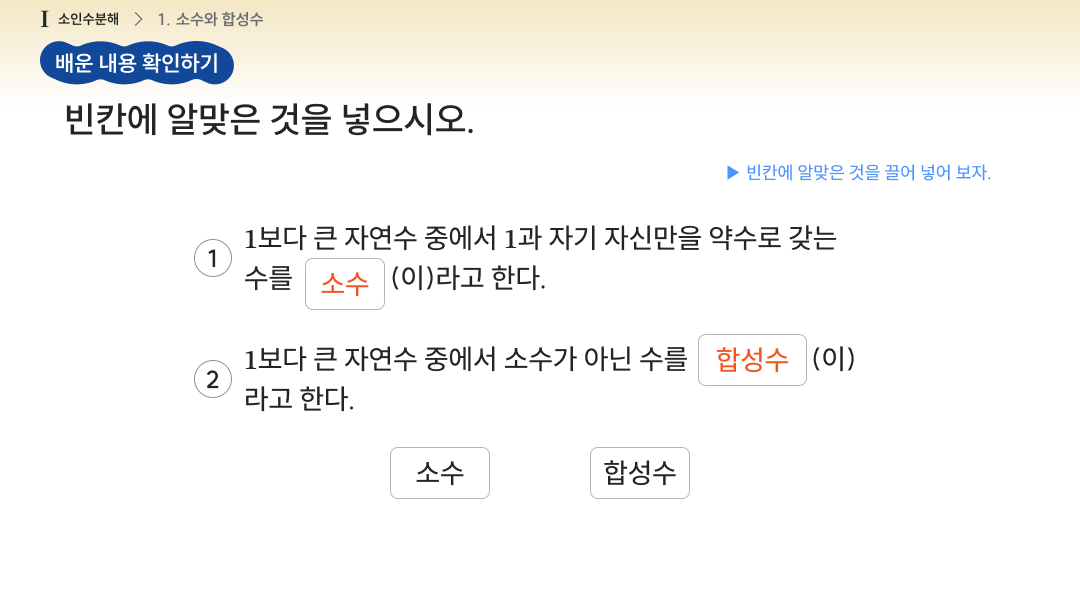 I 소인수분해 > 1. 소수와 합성수
배운 내용 확인하기
빈칸에 알맞은 것을 넣으시오.
▶ 빈칸에 알맞은 것을 끌어 넣어 보자.
1 1보다 큰 자연수 중에서 1과 자기 자신만을 약수로 갖는
수를 소수 (이)라고 한다.
2 1보다 큰 자연수 중에서 소수가 아닌 수를 합성수 (이)
라고 한다.
소수 합성수